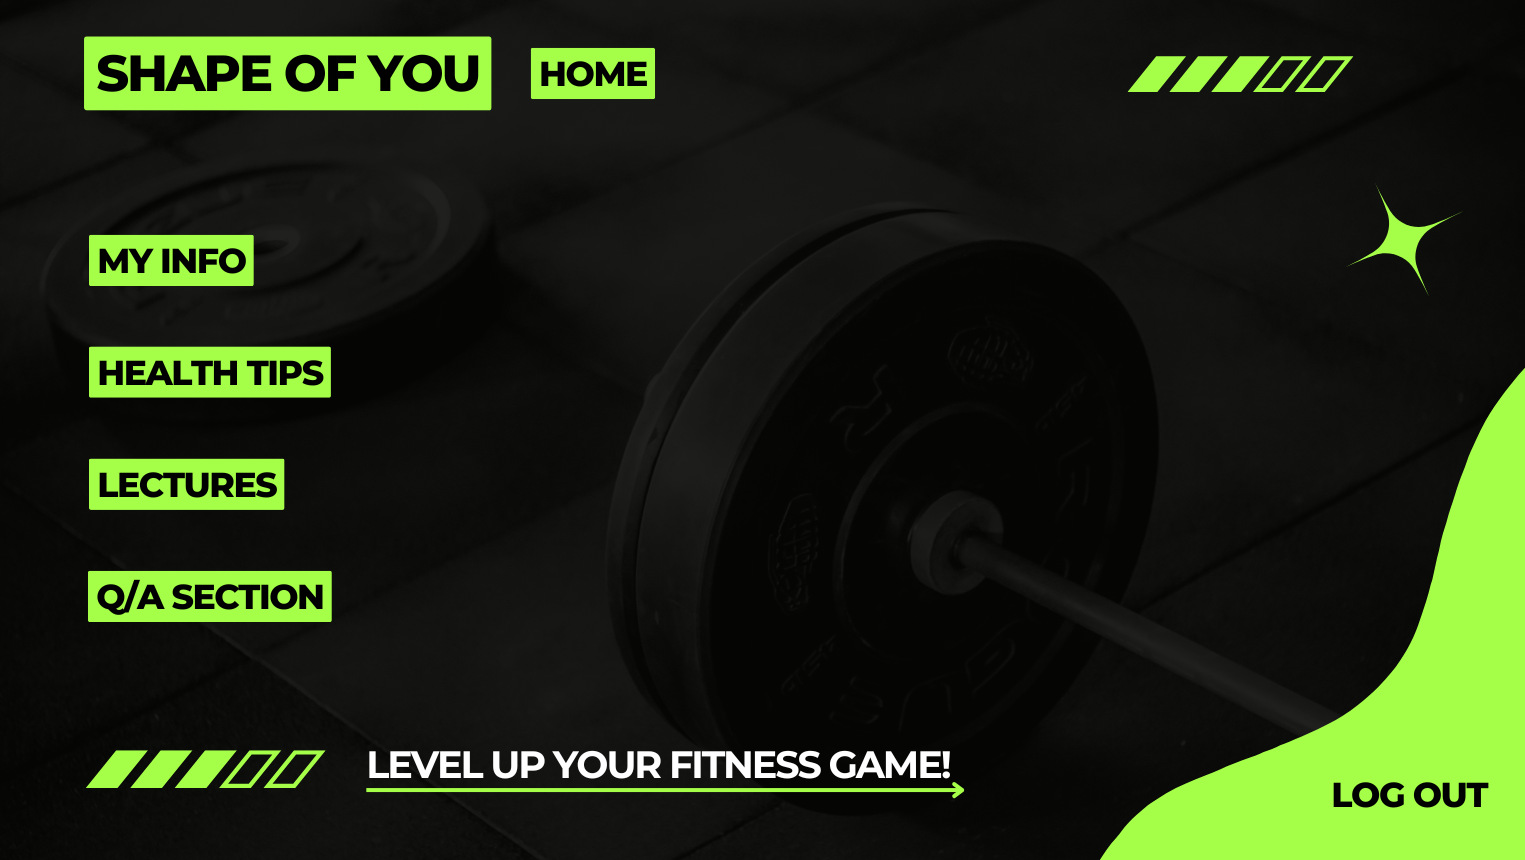 SHAPE OF YOU
HOME
MY INFO
HEALTH TIPS
LECTURES
Q/A SECTION
LEVEL UP YOUR FITNESS GAME!
LOG OUT